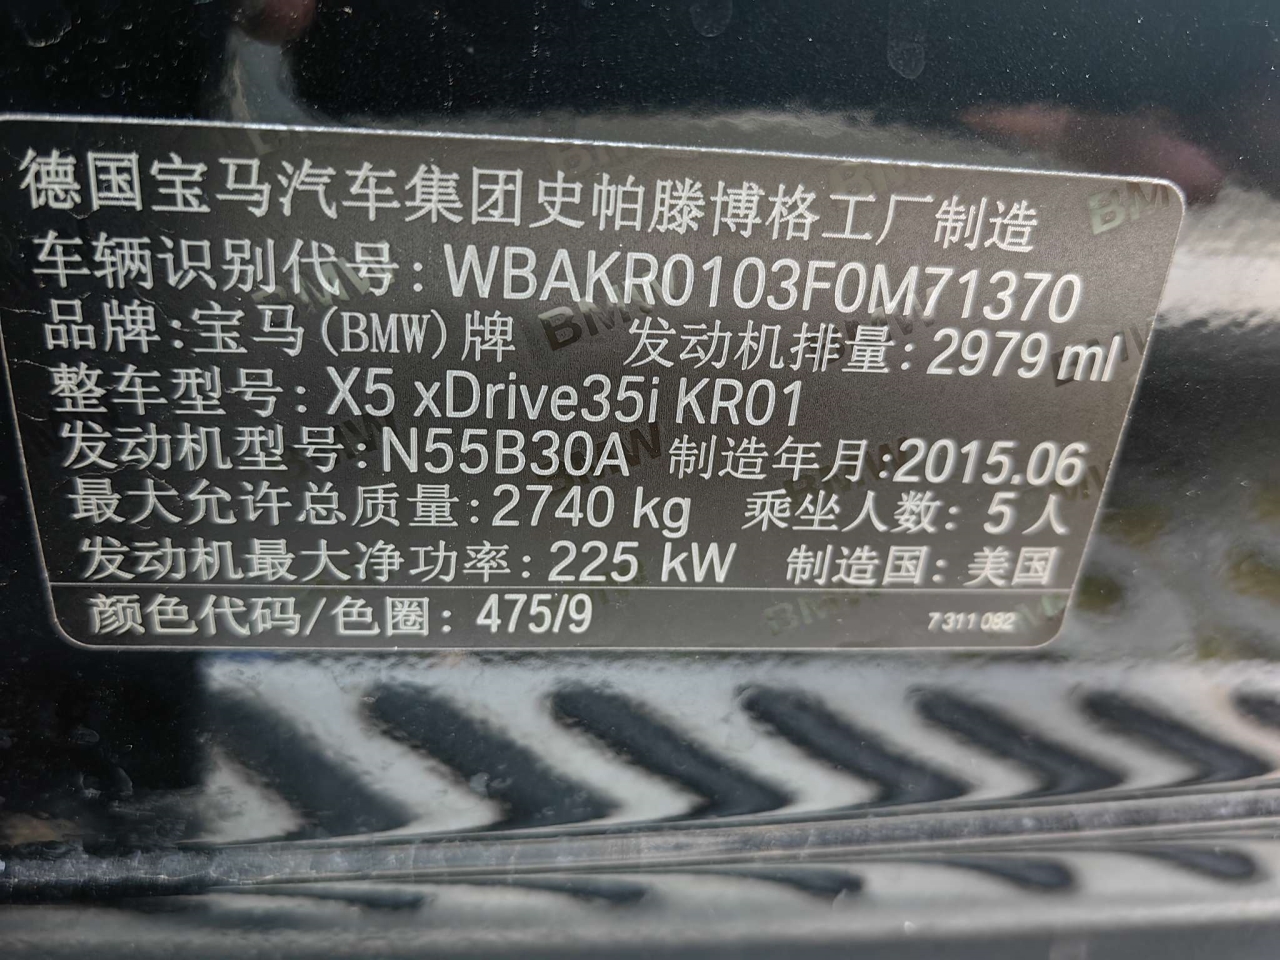 德国宝马汽车集团史帕滕博格工厂制造
车辆识别代号:WBAKR0103F0M71370
品牌:宝马(BMW)牌 发动机排量:2979 ml
整车型号:X5 xDrive35i KR01
发动机型号:N55B30A 制造年月:2015.06
最大允许总质量:2740 kg 乘坐人数:5人
发动机最大净功率:225 kW 制造国:美国
颜色代码/色圈:475/9 7 311 082